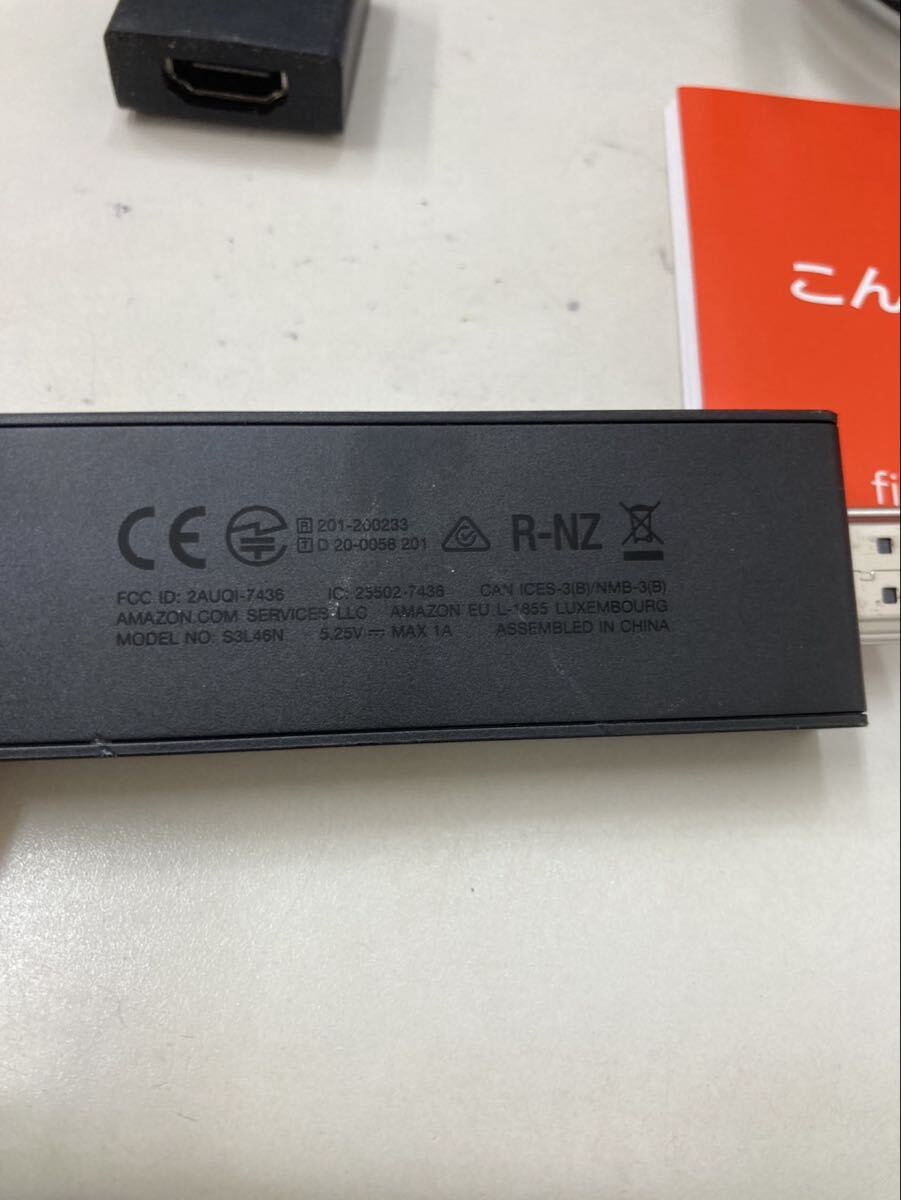 こん
fi
CE R 201-200233 R-NZ
T D 20-0058 201
FCC ID: 2AUQI-7436 IC: 25502-7436 CAN ICES-3(B)/NMB-3(B)
AMAZON.COM SERVICES LLC AMAZON EU L-1855 LUXEMBOURG
MODEL NO. S3L46N 5.25V ⎓ MAX 1A ASSEMBLED IN CHINA